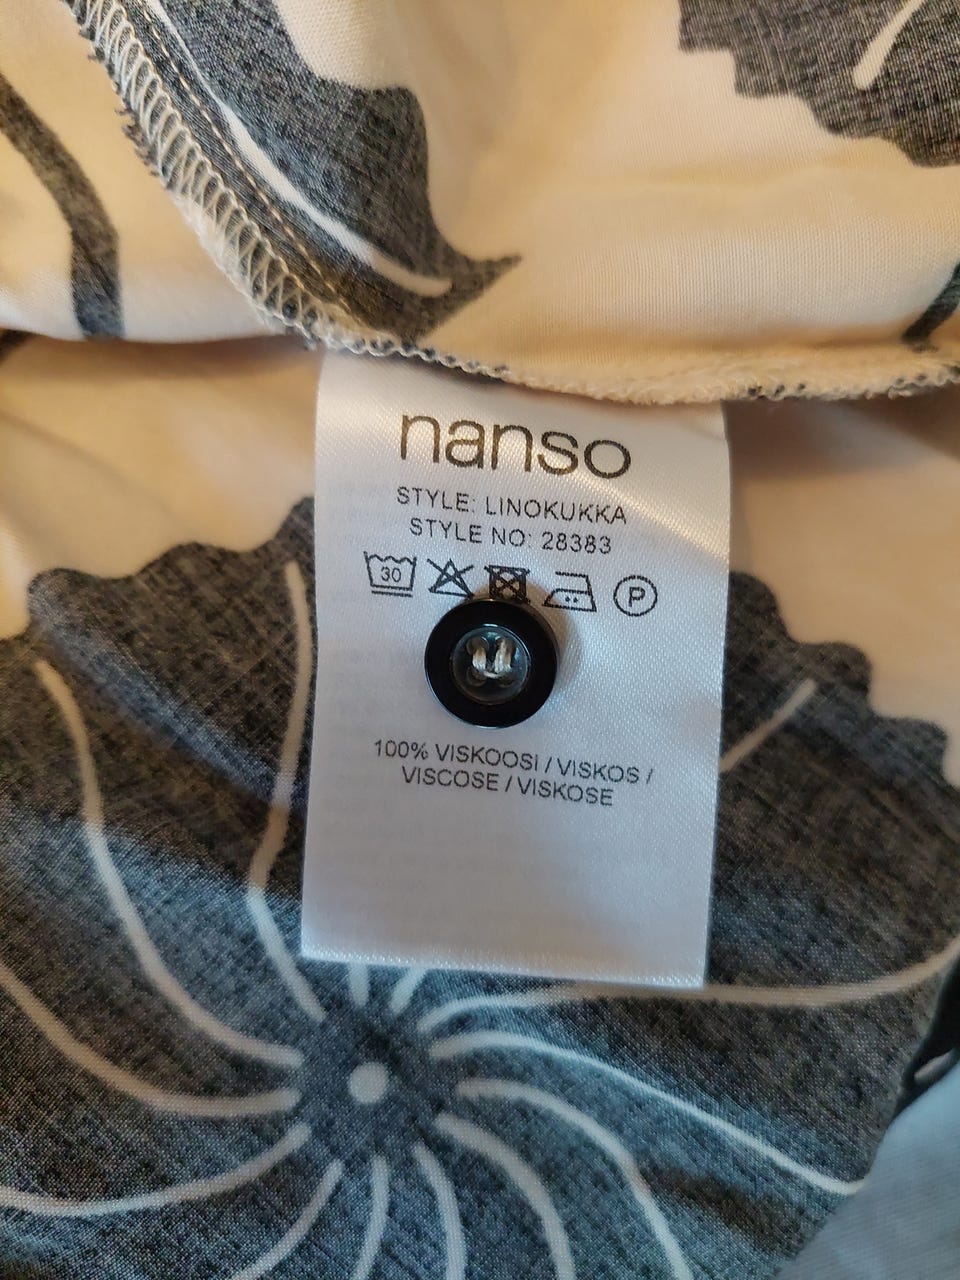 nanso
STYLE: LINOKUKKA
STYLE NO: 28383
30 P
100% VISKOOSI / VISKOS /
VISCOSE / VISKOSE